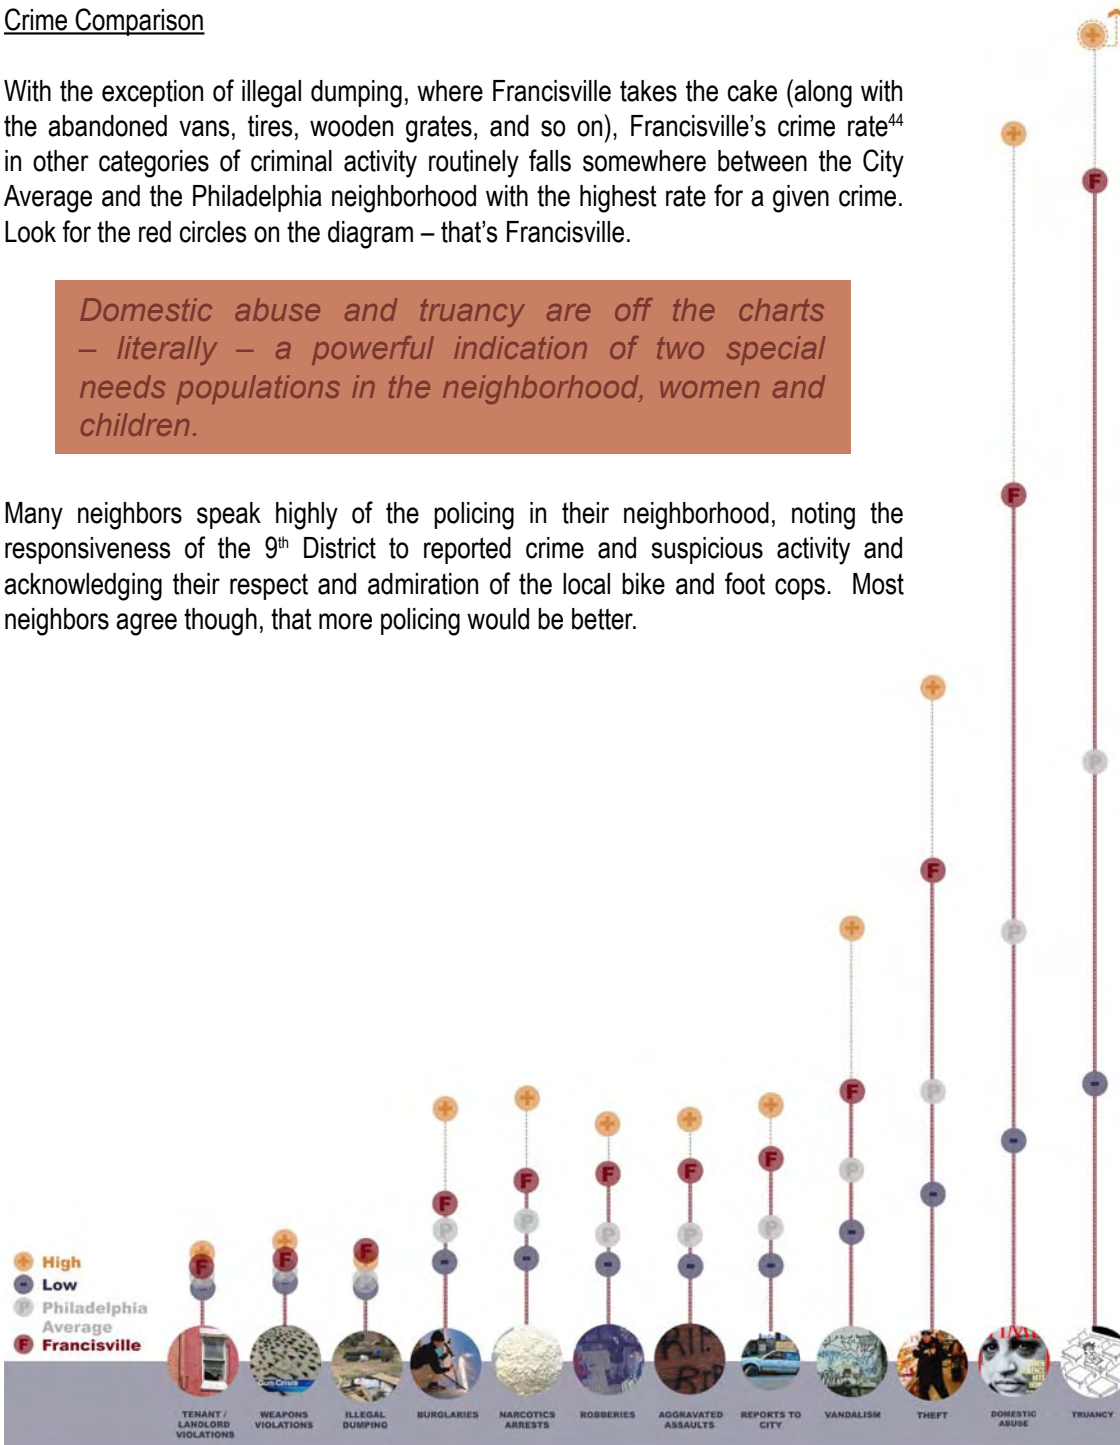 Crime Comparison
With the exception of illegal dumping, where Francisville takes the cake (along with
the abandoned vans, tires, wooden grates, and so on), Francisville's crime rate44
in other categories of criminal activity routinely falls somewhere between the City
Average and the Philadelphia neighborhood with the highest rate for a given crime.
Look for the red circles on the diagram – that's Francisville.
Domestic abuse and truancy are off the charts
– literally – a powerful indication of two special
needs populations in the neighborhood, women and
children.
Many neighbors speak highly of the policing in their neighborhood, noting the
responsiveness of the 9th District to reported crime and suspicious activity and
acknowledging their respect and admiration of the local bike and foot cops. Most
neighbors agree though, that more policing would be better.
+
+
F
F
+
F
P
+
P
F
P
-
+
+
+
+
+
F
-
F
F
F
F
F
P
-
P
P
P
P
P
-
-
-
-
-
-
+
F
+
F
F
P
+ High
- Low
P Philadelphia
Average
F Francisville
TENANT /
LANDLORD
VIOLATIONS
WEAPONS
VIOLATIONS
ILLEGAL
DUMPING
BURGLARIES
NARCOTICS
ARRESTS
ROBBERIES
AGGRAVATED
ASSAULTS
REPORTS TO
CITY
VANDALISM
THEFT
DOMESTIC
ABUSE
TRUANCY
Gun Crisis
R.I.P.
RIP
TIME